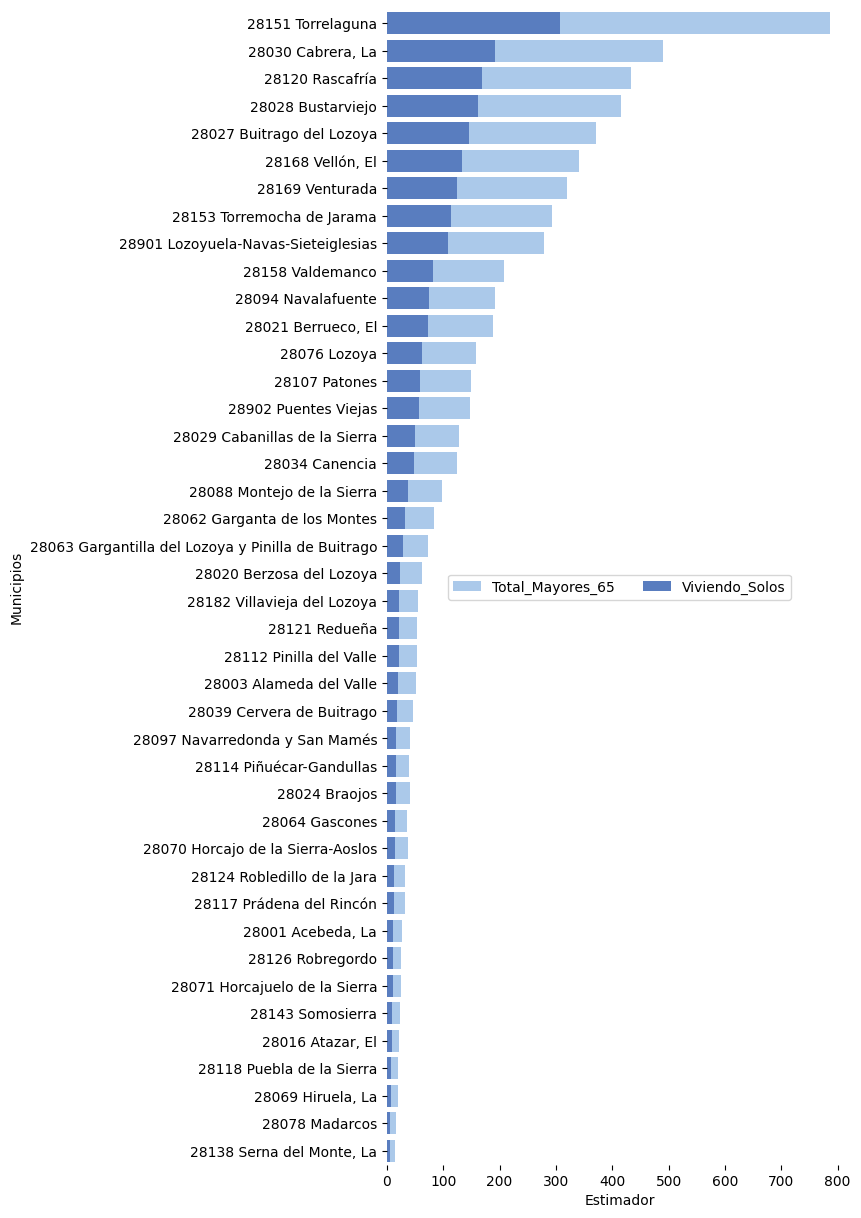 28151 Torrelaguna
28030 Cabrera, La
28120 Rascafría
28028 Bustarviejo
28027 Buitrago del Lozoya
28168 Vellón, El
28169 Venturada
28153 Torremocha de Jarama
28901 Lozoyuela-Navas-Sieteiglesias
28158 Valdemanco
28094 Navalafuente
28021 Berrueco, El
28076 Lozoya
28107 Patones
28902 Puentes Viejas
28029 Cabanillas de la Sierra
28034 Canencia
28088 Montejo de la Sierra
28062 Garganta de los Montes
28063 Gargantilla del Lozoya y Pinilla de Buitrago
28020 Berzosa del Lozoya
28182 Villavieja del Lozoya
28121 Redueña
28112 Pinilla del Valle
28003 Alameda del Valle
28039 Cervera de Buitrago
28097 Navarredonda y San Mamés
28114 Piñuécar-Gandullas
28024 Braojos
28064 Gascones
28070 Horcajo de la Sierra-Aoslos
28124 Robledillo de la Jara
28117 Prádena del Rincón
28001 Acebeda, La
28126 Robregordo
28071 Horcajuelo de la Sierra
28143 Somosierra
28016 Atazar, El
28118 Puebla de la Sierra
28069 Hiruela, La
28078 Madarcos
28138 Serna del Monte, La
Municipios
Total_Mayores_65 Viviendo_Solos
0 100 200 300 400 500 600 700 800
Estimador